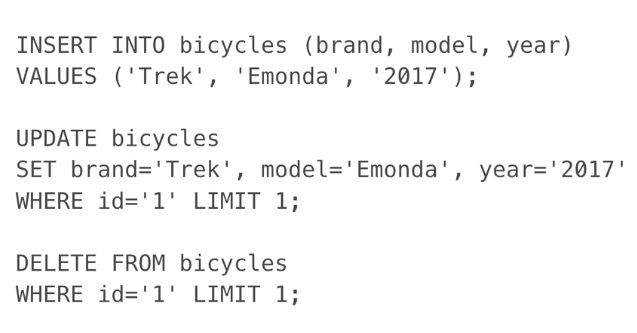 INSERT INTO bicycles (brand, model, year)
VALUES ('Trek', 'Emonda', '2017');
UPDATE bicycles
SET brand='Trek', model='Emonda', year='2017'
WHERE id='1' LIMIT 1;
DELETE FROM bicycles
WHERE id='1' LIMIT 1;